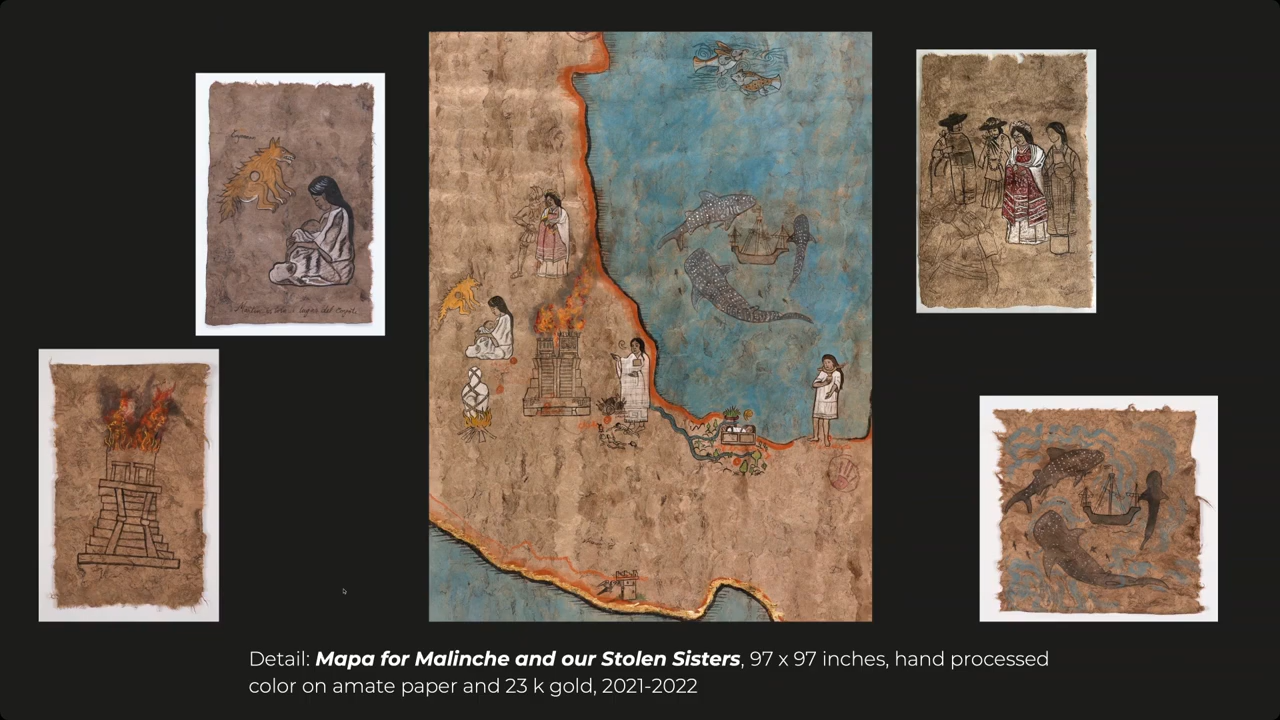 Detail: Mapa for Malinche and our Stolen Sisters, 97 x 97 inches, hand processed
color on amate paper and 23 k gold, 2021-2022